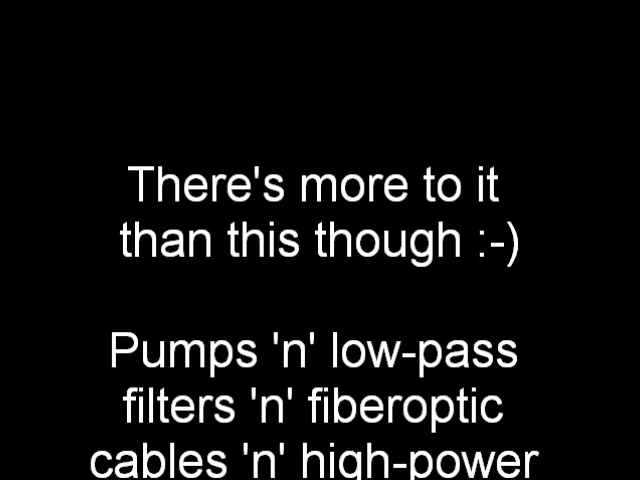 There's more to it
than this though :-)
Pumps 'n' low-pass
filters 'n' fiberoptic
cables 'n' high-power